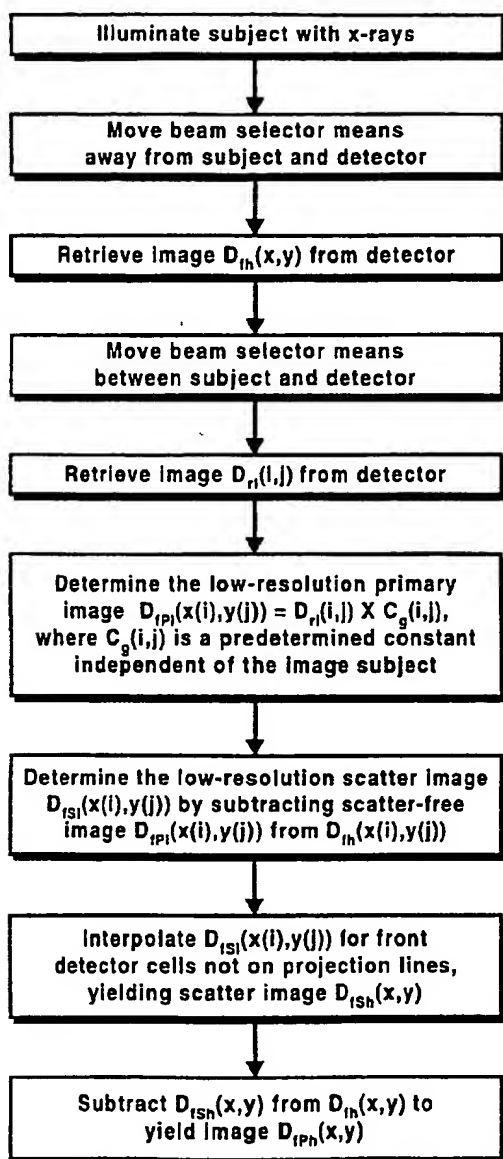 Illuminate subject with x-rays
Move beam selector means
away from subject and detector
Retrieve image D_fh(x,y) from detector
Move beam selector means
between subject and detector
Retrieve image D_rl(i,j) from detector
Determine the low-resolution primary
image D_fPl(x(i),y(j)) = D_rl(i,j) X C_g(i,j),
where C_g(i,j) is a predetermined constant
independent of the image subject
Determine the low-resolution scatter image
D_fSl(x(i),y(j)) by subtracting scatter-free
image D_fPl(x(i),y(j)) from D_fh(x(i),y(j))
Interpolate D_fSl(x(i),y(j)) for front
detector cells not on projection lines,
yielding scatter image D_fSh(x,y)
Subtract D_fSh(x,y) from D_fh(x,y) to
yield image D_fPh(x,y)